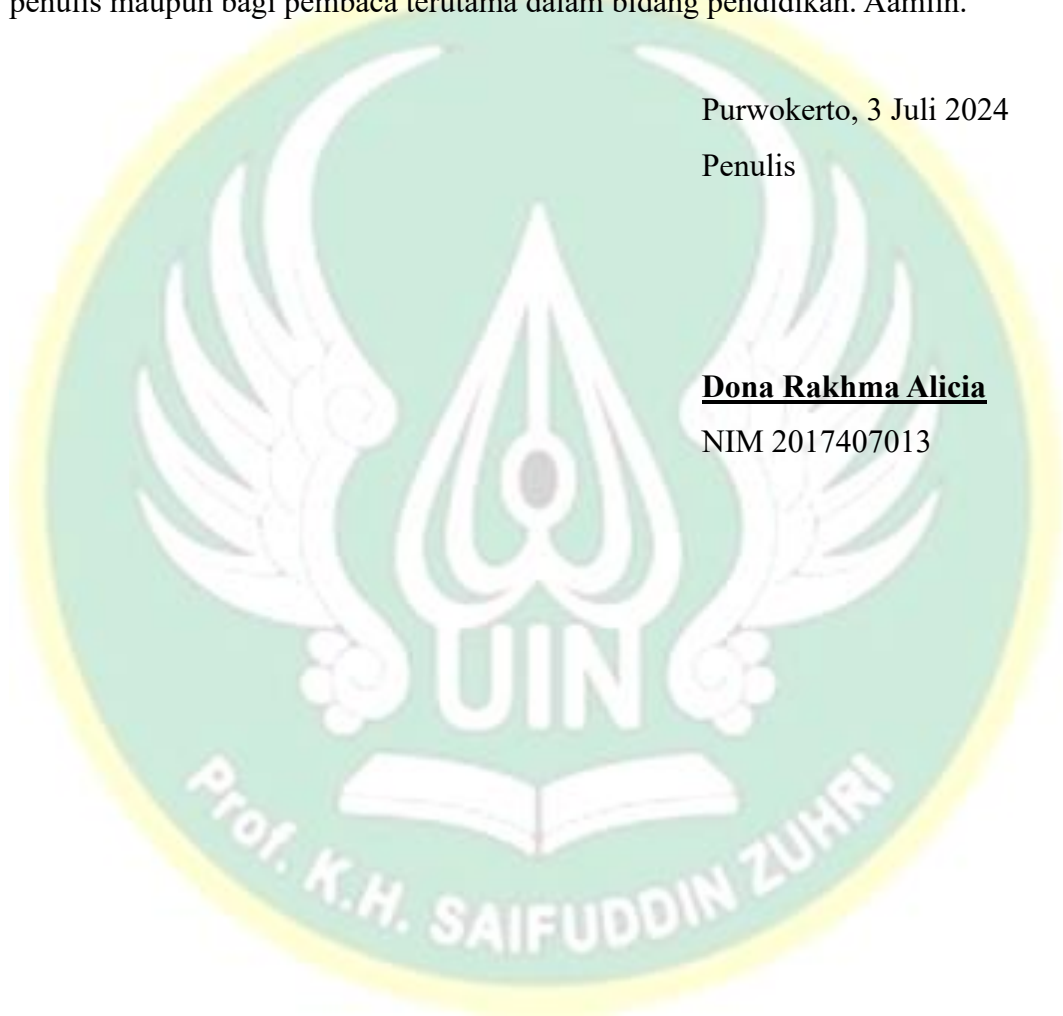 penulis maupun bagi pembaca terutama dalam bidang pendidikan. Aamiin.
Purwokerto, 3 Juli 2024
Penulis
Dona Rakhma Alicia
NIM 2017407013
UIN
Prof. K.H. SAIFUDDIN ZUHRI